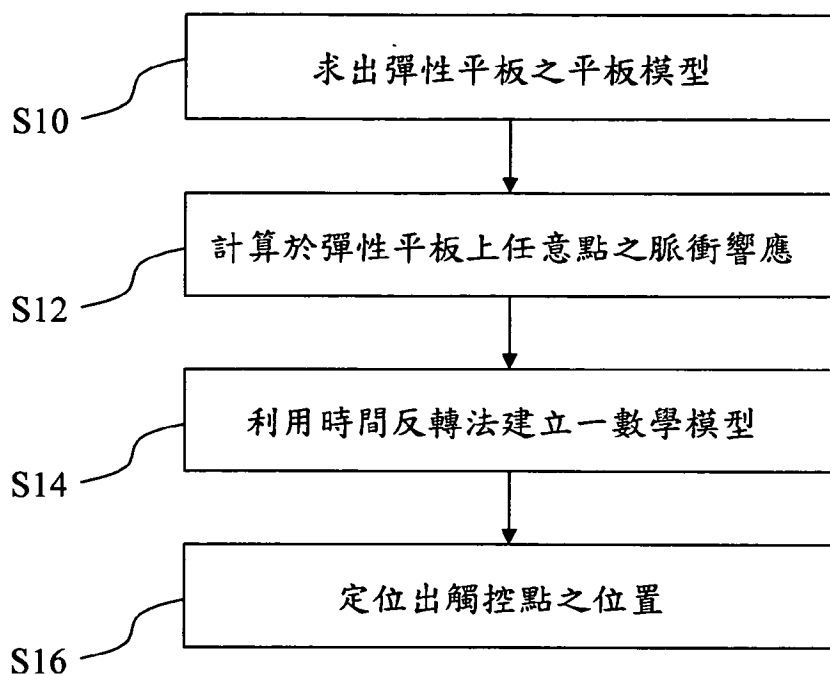 求出彈性平板之平板模型
S10
計算於彈性平板上任意點之脈衝響應
S12
利用時間反轉法建立一數學模型
S14
定位出觸控點之位置
S16